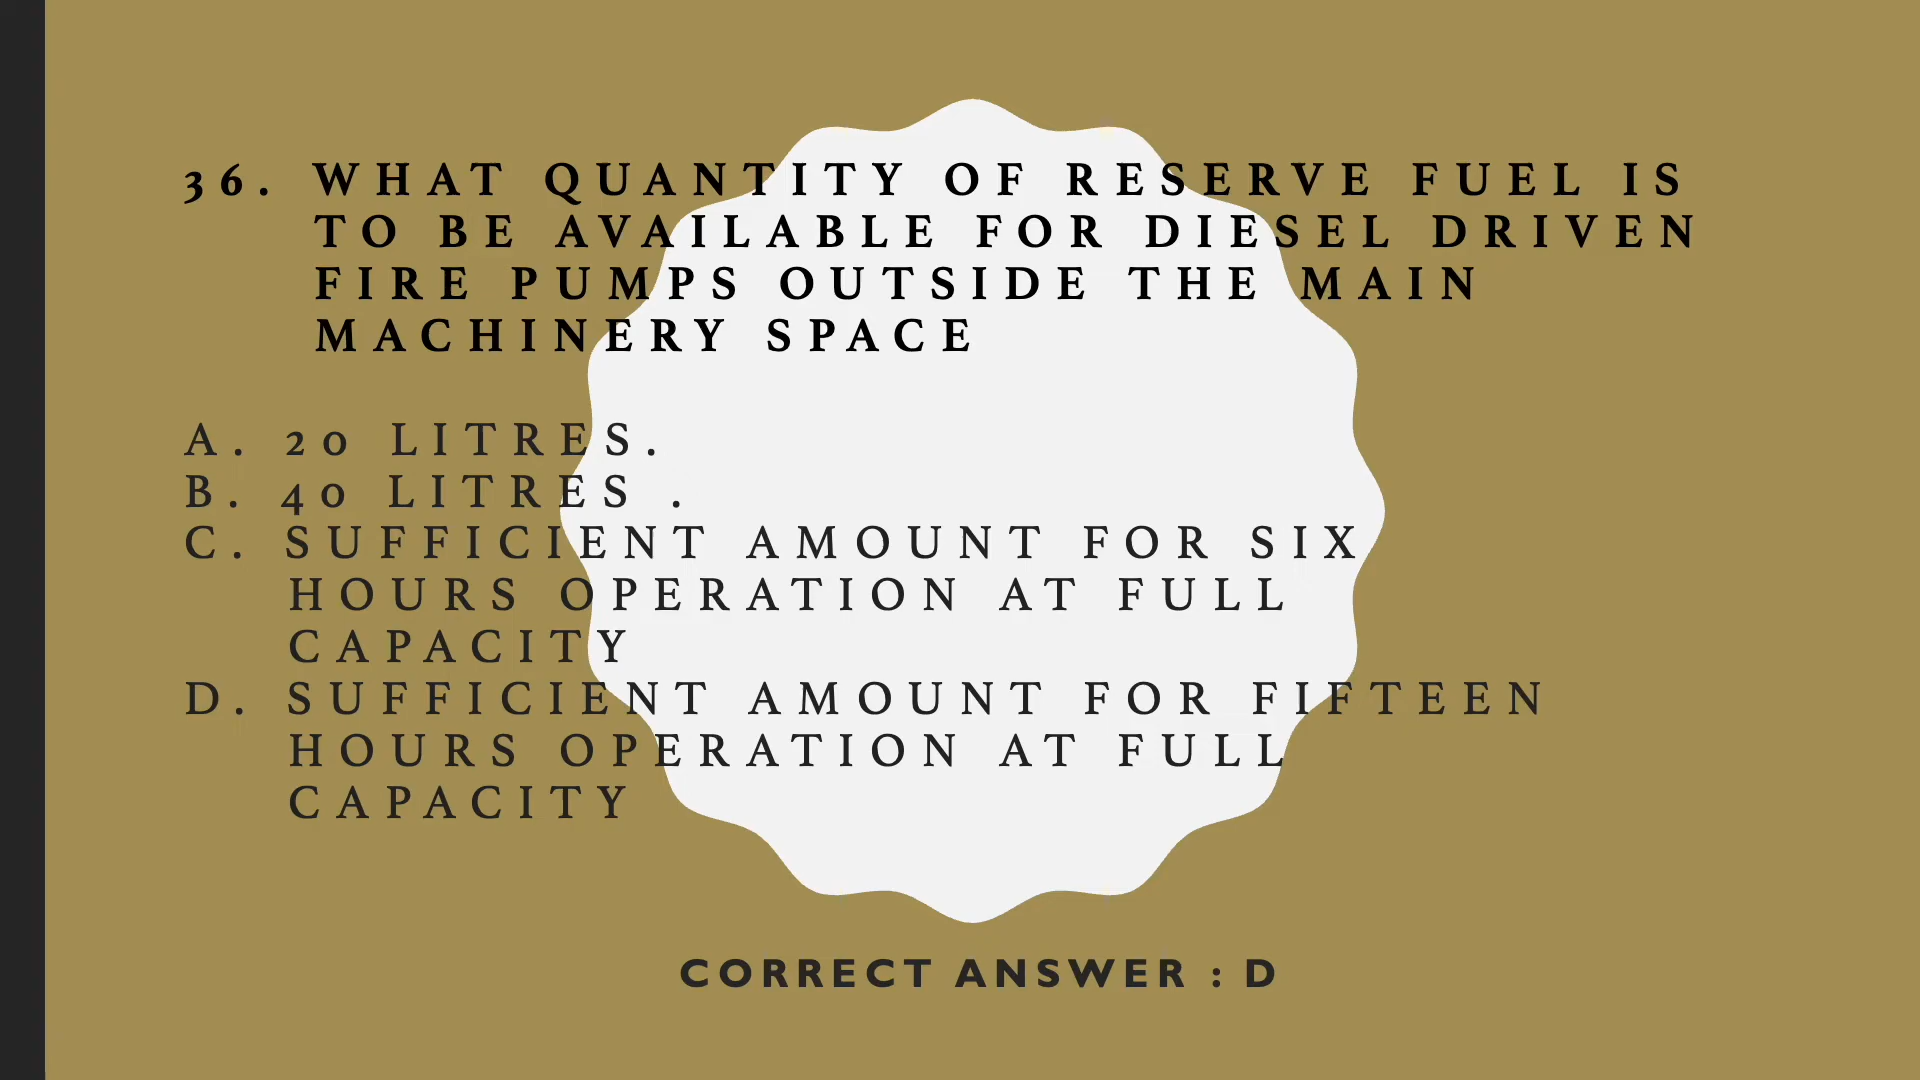 36. WHAT QUANTITY OF RESERVE FUEL IS
TO BE AVAILABLE FOR DIESEL DRIVEN
FIRE PUMPS OUTSIDE THE MAIN
MACHINERY SPACE
A. 20 LITRES.
B. 40 LITRES .
C. SUFFICIENT AMOUNT FOR SIX
HOURS OPERATION AT FULL
CAPACITY
D. SUFFICIENT AMOUNT FOR FIFTEEN
HOURS OPERATION AT FULL
CAPACITY
CORRECT ANSWER : D